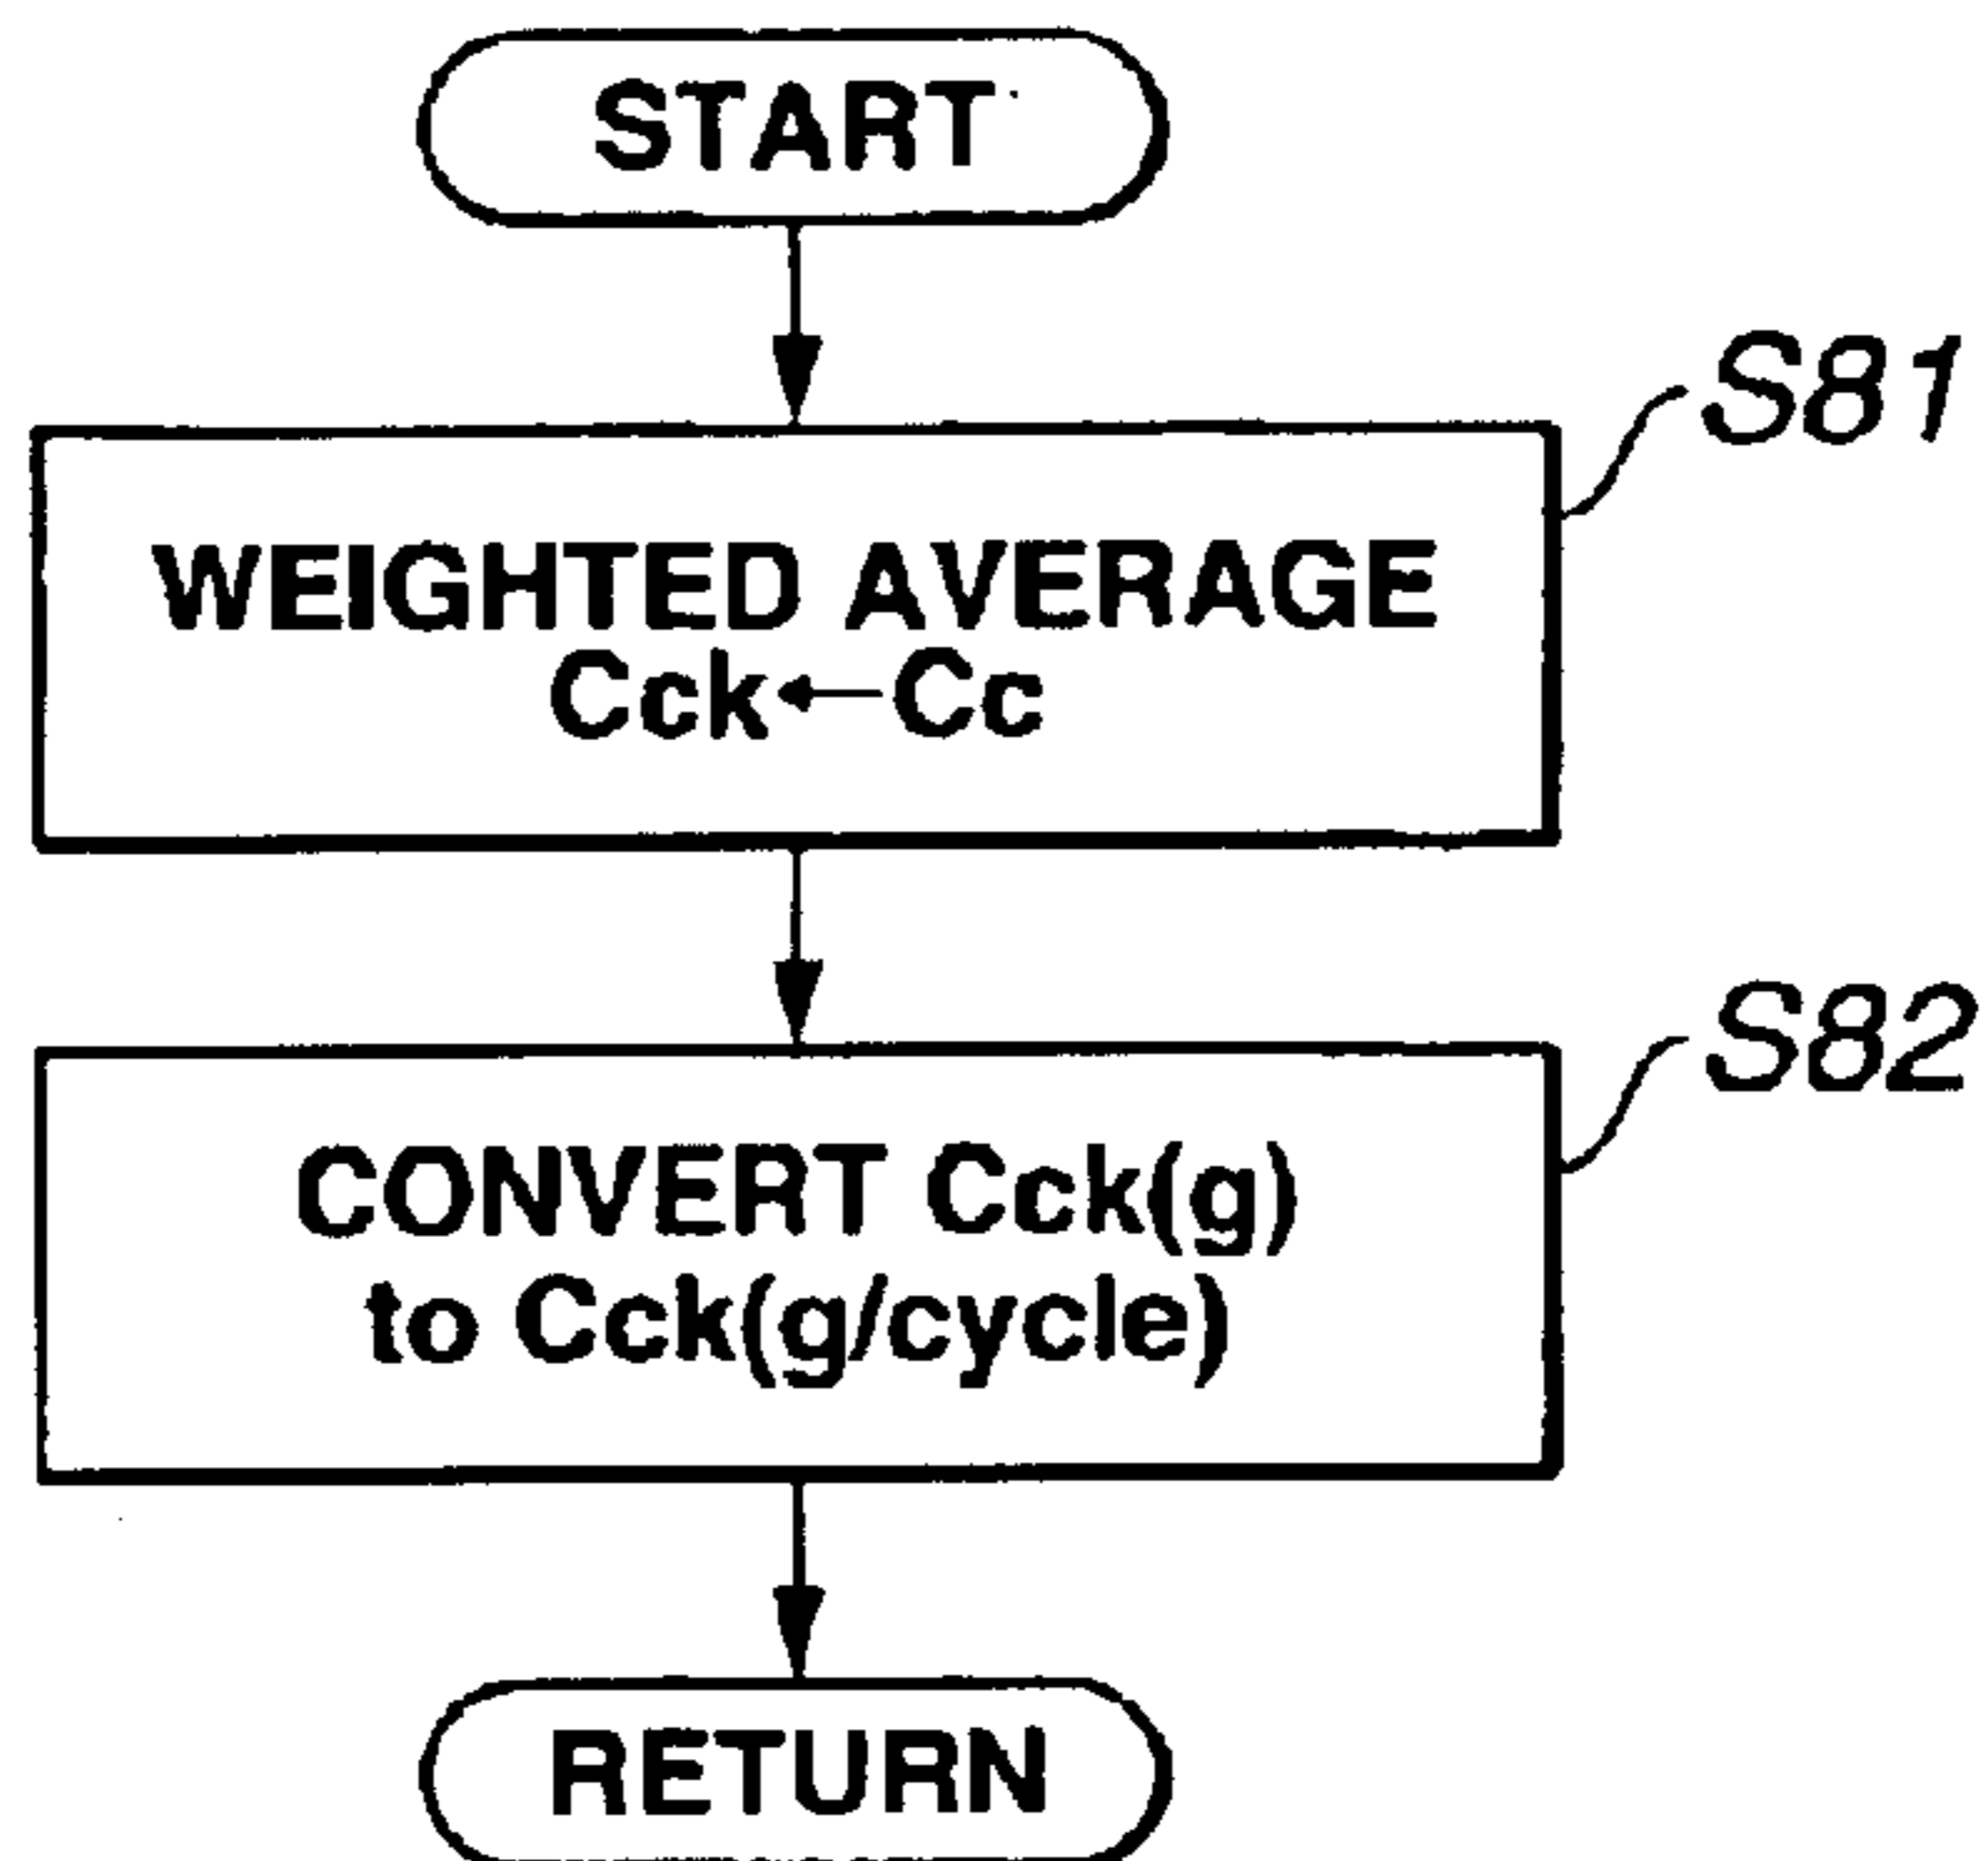 START
S81
WEIGHTED AVERAGE
Cck←Cc
S82
CONVERT Cck(g)
to Cck(g/cycle)
RETURN